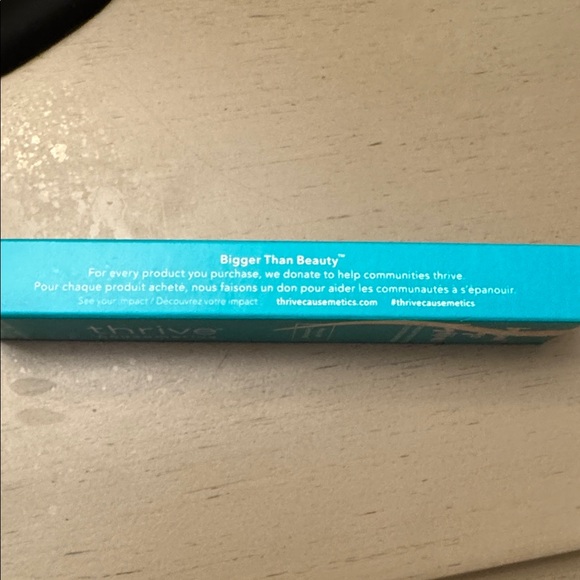 Bigger Than Beauty™
For every product you purchase, we donate to help communities thrive.
Pour chaque produit acheté, nous faisons un don pour aider les communautés à s'épanouir.
See your impact / Découvrez votre impact thrivecausemetics.com #thrivecausemetics
thrive